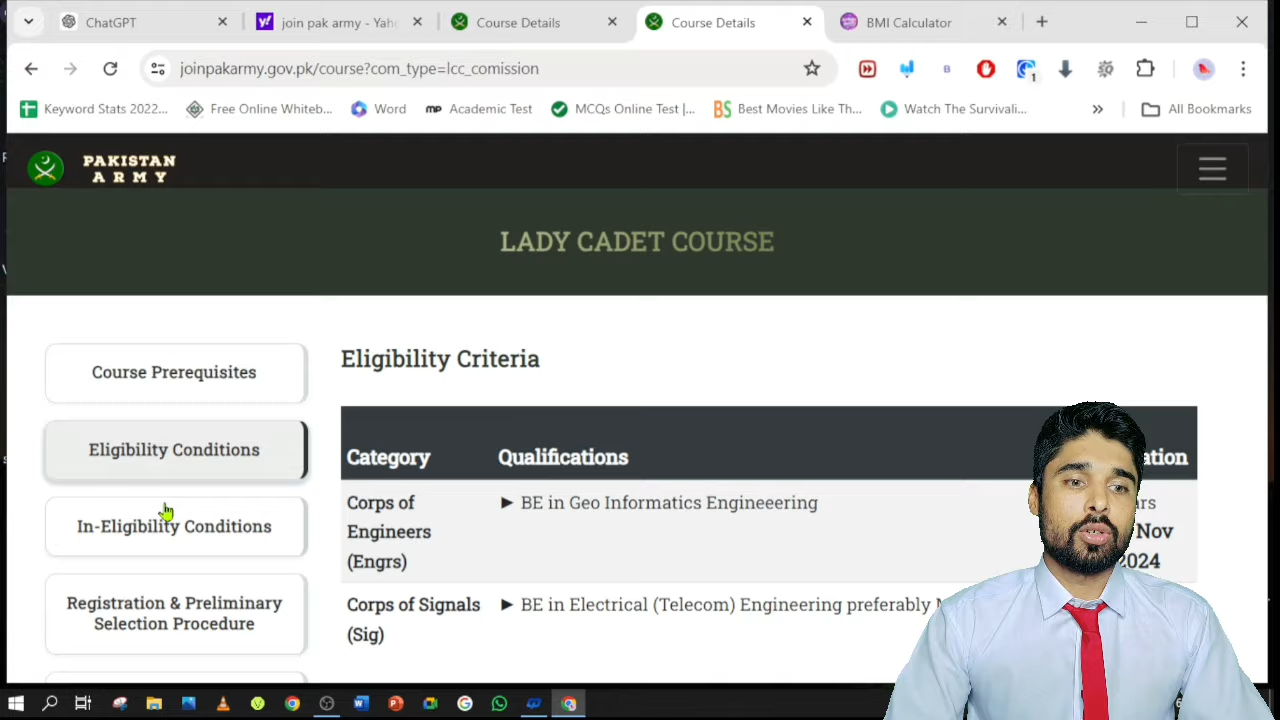 ChatGPT
join pak army - Yah
Course Details
Course Details
BMI Calculator
joinpakarmy.gov.pk/course?com_type=lcc_comission
1
Keyword Stats 2022...
Free Online Whiteb...
Word
MP Academic Test
MCQs Online Test |...
BS Best Movies Like Th...
Watch The Survivali...
All Bookmarks
PAKISTAN
ARMY
LADY CADET COURSE
Course Prerequisites
Eligibility Conditions
In-Eligibility Conditions
Registration & Preliminary
Selection Procedure
Eligibility Criteria
Category Qualifications
Corps of
Engineers
(Engrs)
► BE in Geo Informatics Engineeering
Nov
2024
Corps of Signals
(Sig)
► BE in Electrical (Telecom) Engineering preferably